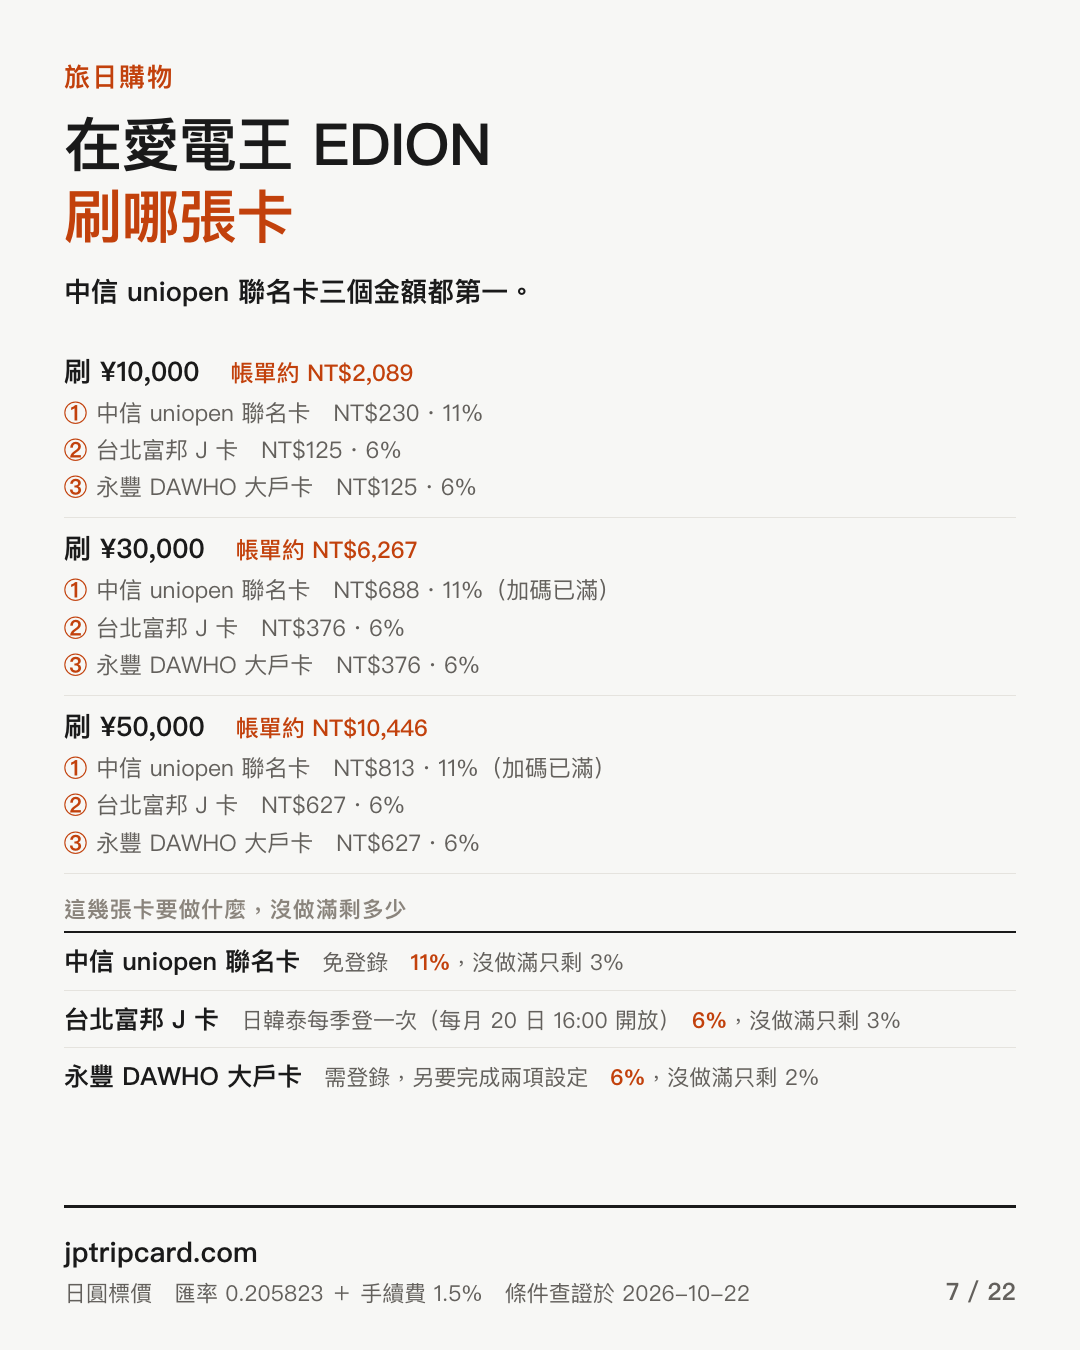 旅日購物
在愛電王 EDION
刷哪張卡
中信 uniopen 聯名卡三個金額都第一。
刷 ¥10,000 帳單約 NT$2,089
① 中信 uniopen 聯名卡 NT$230 · 11%
② 台北富邦 J 卡 NT$125 · 6%
③ 永豐 DAWHO 大戶卡 NT$125 · 6%
刷 ¥30,000 帳單約 NT$6,267
① 中信 uniopen 聯名卡 NT$688 · 11%（加碼已滿）
② 台北富邦 J 卡 NT$376 · 6%
③ 永豐 DAWHO 大戶卡 NT$376 · 6%
刷 ¥50,000 帳單約 NT$10,446
① 中信 uniopen 聯名卡 NT$813 · 11%（加碼已滿）
② 台北富邦 J 卡 NT$627 · 6%
③ 永豐 DAWHO 大戶卡 NT$627 · 6%
這幾張卡要做什麼，沒做滿剩多少
中信 uniopen 聯名卡 免登錄 11%，沒做滿只剩 3%
台北富邦 J 卡 日韓泰每季登一次（每月 20 日 16:00 開放） 6%，沒做滿只剩 3%
永豐 DAWHO 大戶卡 需登錄，另要完成兩項設定 6%，沒做滿只剩 2%
jptripcard.com
日圓標價 匯率 0.205823 ＋ 手續費 1.5% 條件查證於 2026-10-22
7 / 22